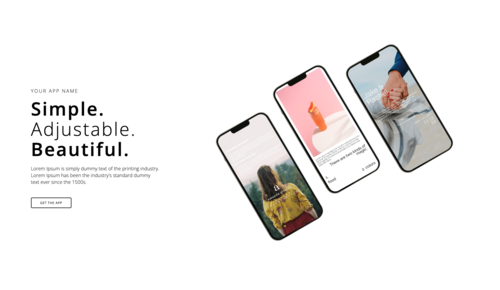 YOUR APP NAME
Simple.
Adjustable.
Beautiful.
Lorem Ipsum is simply dummy text of the printing industry.
Lorem Ipsum has been the industry's standard dummy
text ever since the 1500s.
GET THE APP